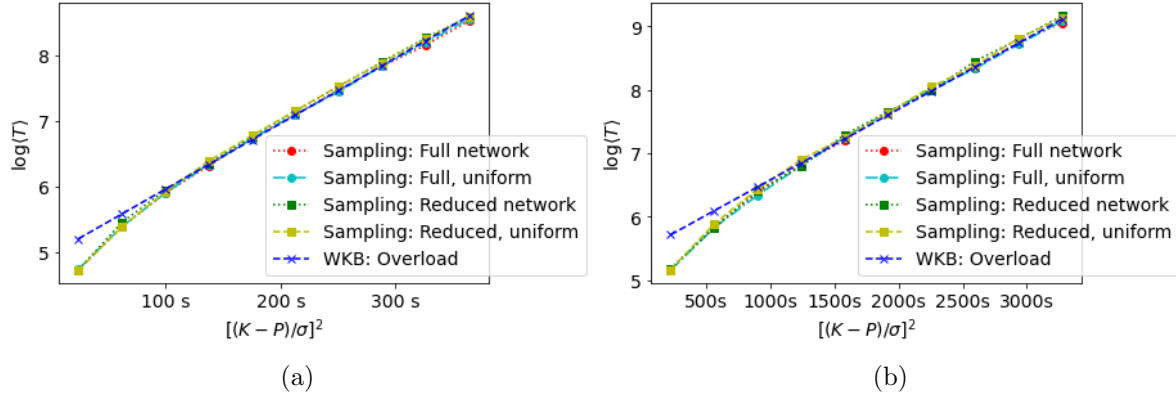 8
7
6
5
log⟨T⟩
100 s
200 s
300 s
[(K − P)/σ]²
Sampling: Full network
Sampling: Full, uniform
Sampling: Reduced network
Sampling: Reduced, uniform
WKB: Overload
(a)
9
8
7
6
5
log⟨T⟩
500s
1000s
1500s
2000s
2500s
3000s
[(K − P)/σ]²
Sampling: Full network
Sampling: Full, uniform
Sampling: Reduced network
Sampling: Reduced, uniform
WKB: Overload
(b)